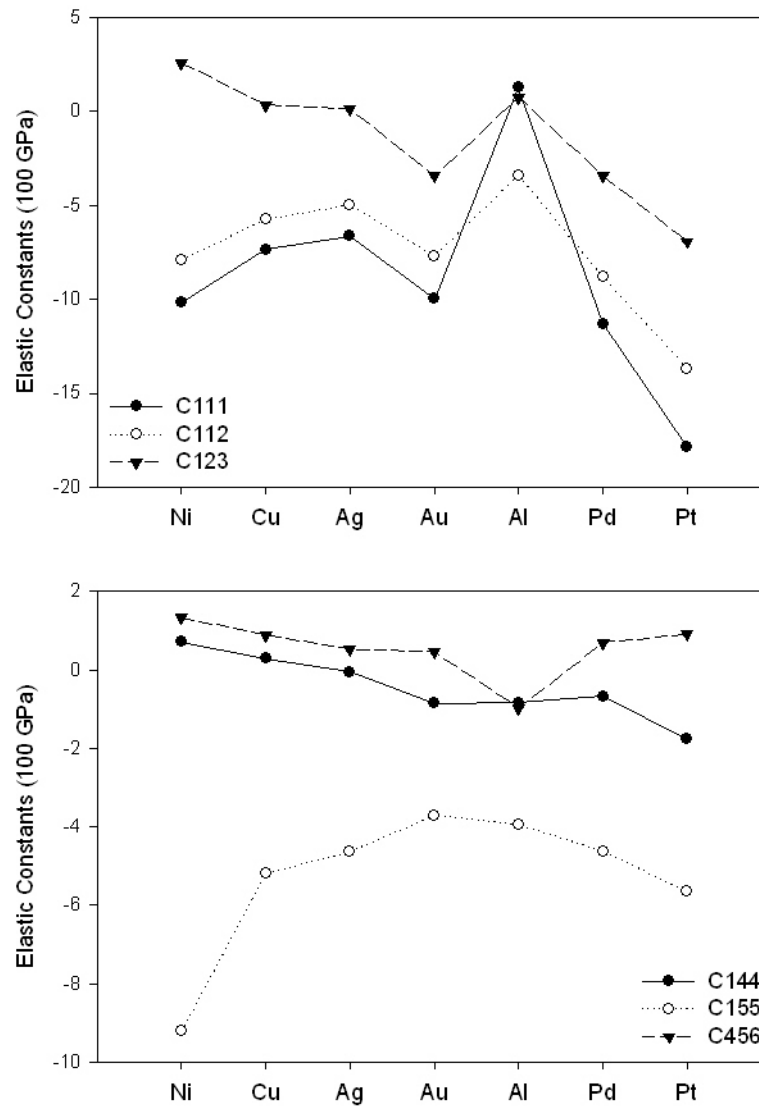 5
0
-5
-10
-15
-20
Elastic Constants (100 GPa)
C111
C112
C123
Ni Cu Ag Au Al Pd Pt
2
0
-2
-4
-6
-8
-10
Elastic Constants (100 GPa)
C144
C155
C456
Ni Cu Ag Au Al Pd Pt